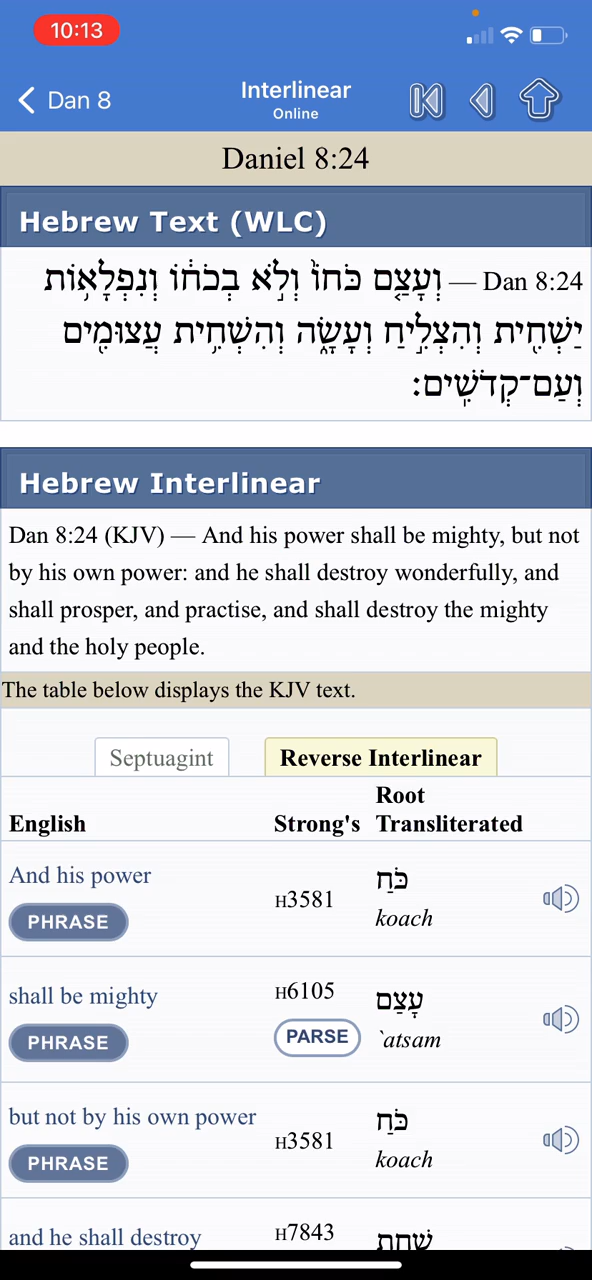 10:13
Dan 8
Interlinear
Online
Daniel 8:24
Hebrew Text (WLC)
Dan 8:24 — וְעָצַ֤ם כֹּחוֹ֙ וְלֹ֣א בְכֹח֔וֹ וְנִפְלָא֥וֹת
יַשְׁחִ֖ית וְהִצְלִ֣יחַ וְעָשָׂ֑ה וְהִשְׁחִ֥ית עֲצוּמִ֖ים
וְעַם־קְדֹשִֽׁים׃
Hebrew Interlinear
Dan 8:24 (KJV) — And his power shall be mighty, but not
by his own power: and he shall destroy wonderfully, and
shall prosper, and practise, and shall destroy the mighty
and the holy people.
The table below displays the KJV text.
Septuagint Reverse Interlinear
English Strong's Root
Transliterated
And his power H3581 כֹּחַ
PHRASE koach
shall be mighty H6105 עָצַם
PHRASE PARSE `atsam
but not by his own power H3581 כֹּחַ
PHRASE koach
and he shall destroy H7843 שׁחת